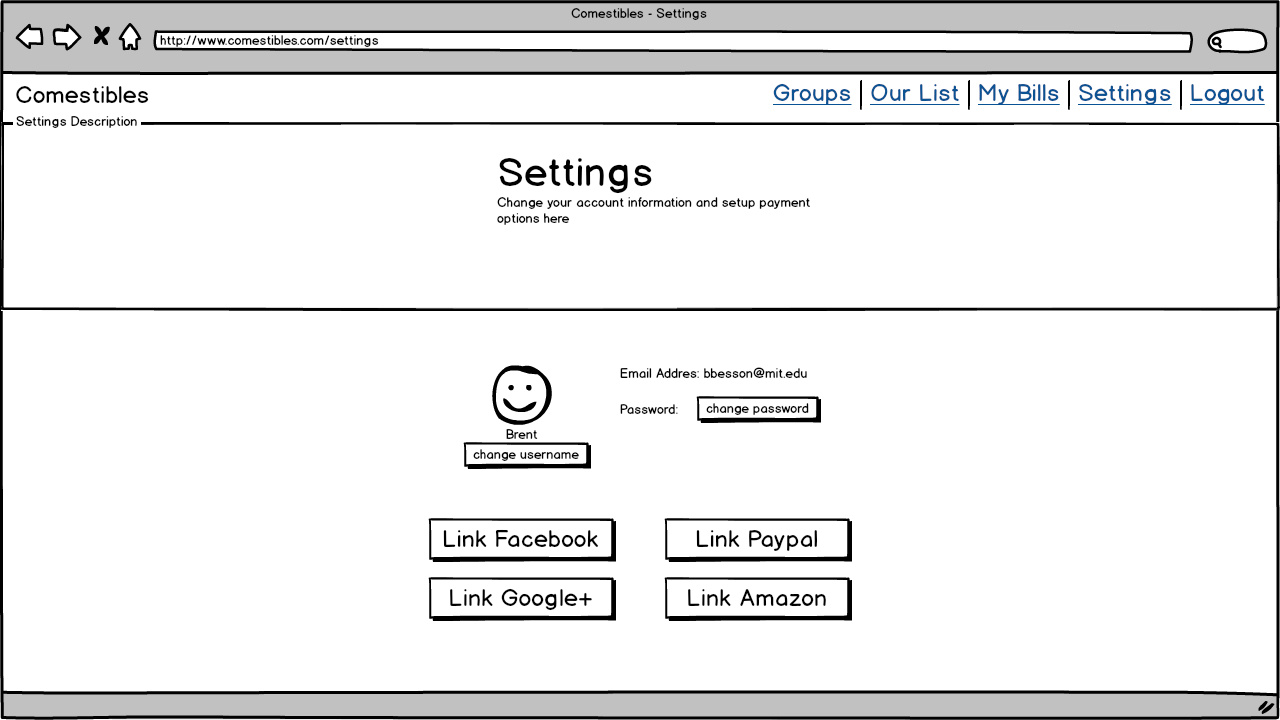 Comestibles - Settings
http://www.comestibles.com/settings
Comestibles
Groups
Our List
My Bills
Settings
Logout
Settings Description
Settings
Change your account information and setup payment
options here
Email Addres: bbesson@mit.edu
Password:
change password
Brent
change username
Link Facebook
Link Paypal
Link Google+
Link Amazon